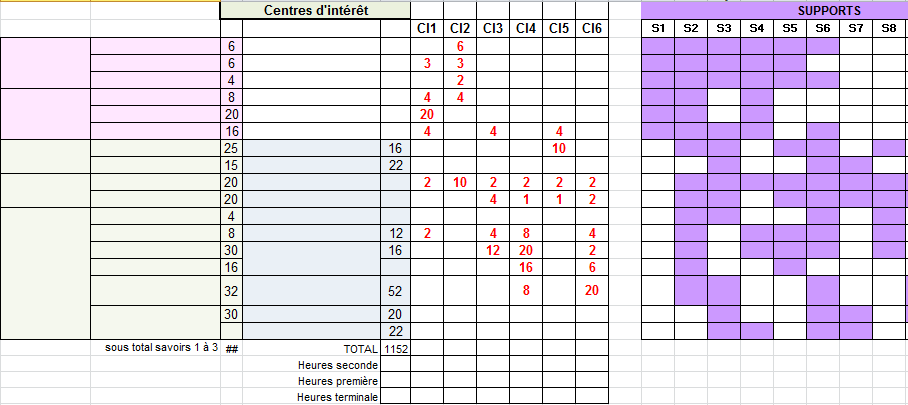 Centres d'intérêt SUPPORTS
CI1 CI2 CI3 CI4 CI5 CI6 S1 S2 S3 S4 S5 S6 S7 S8
6 6
6 3 3
4 2
8 4 4
20 20
16 4 4 4
25 16 10
15 22
20 2 10 2 2 2 2
20 4 1 1 2
4
8 12 2 4 8 4
30 16 12 20 2
16 16 6
32 52 8 20
30 20
22
sous total savoirs 1 à 3 ## TOTAL 1152
Heures seconde
Heures première
Heures terminale